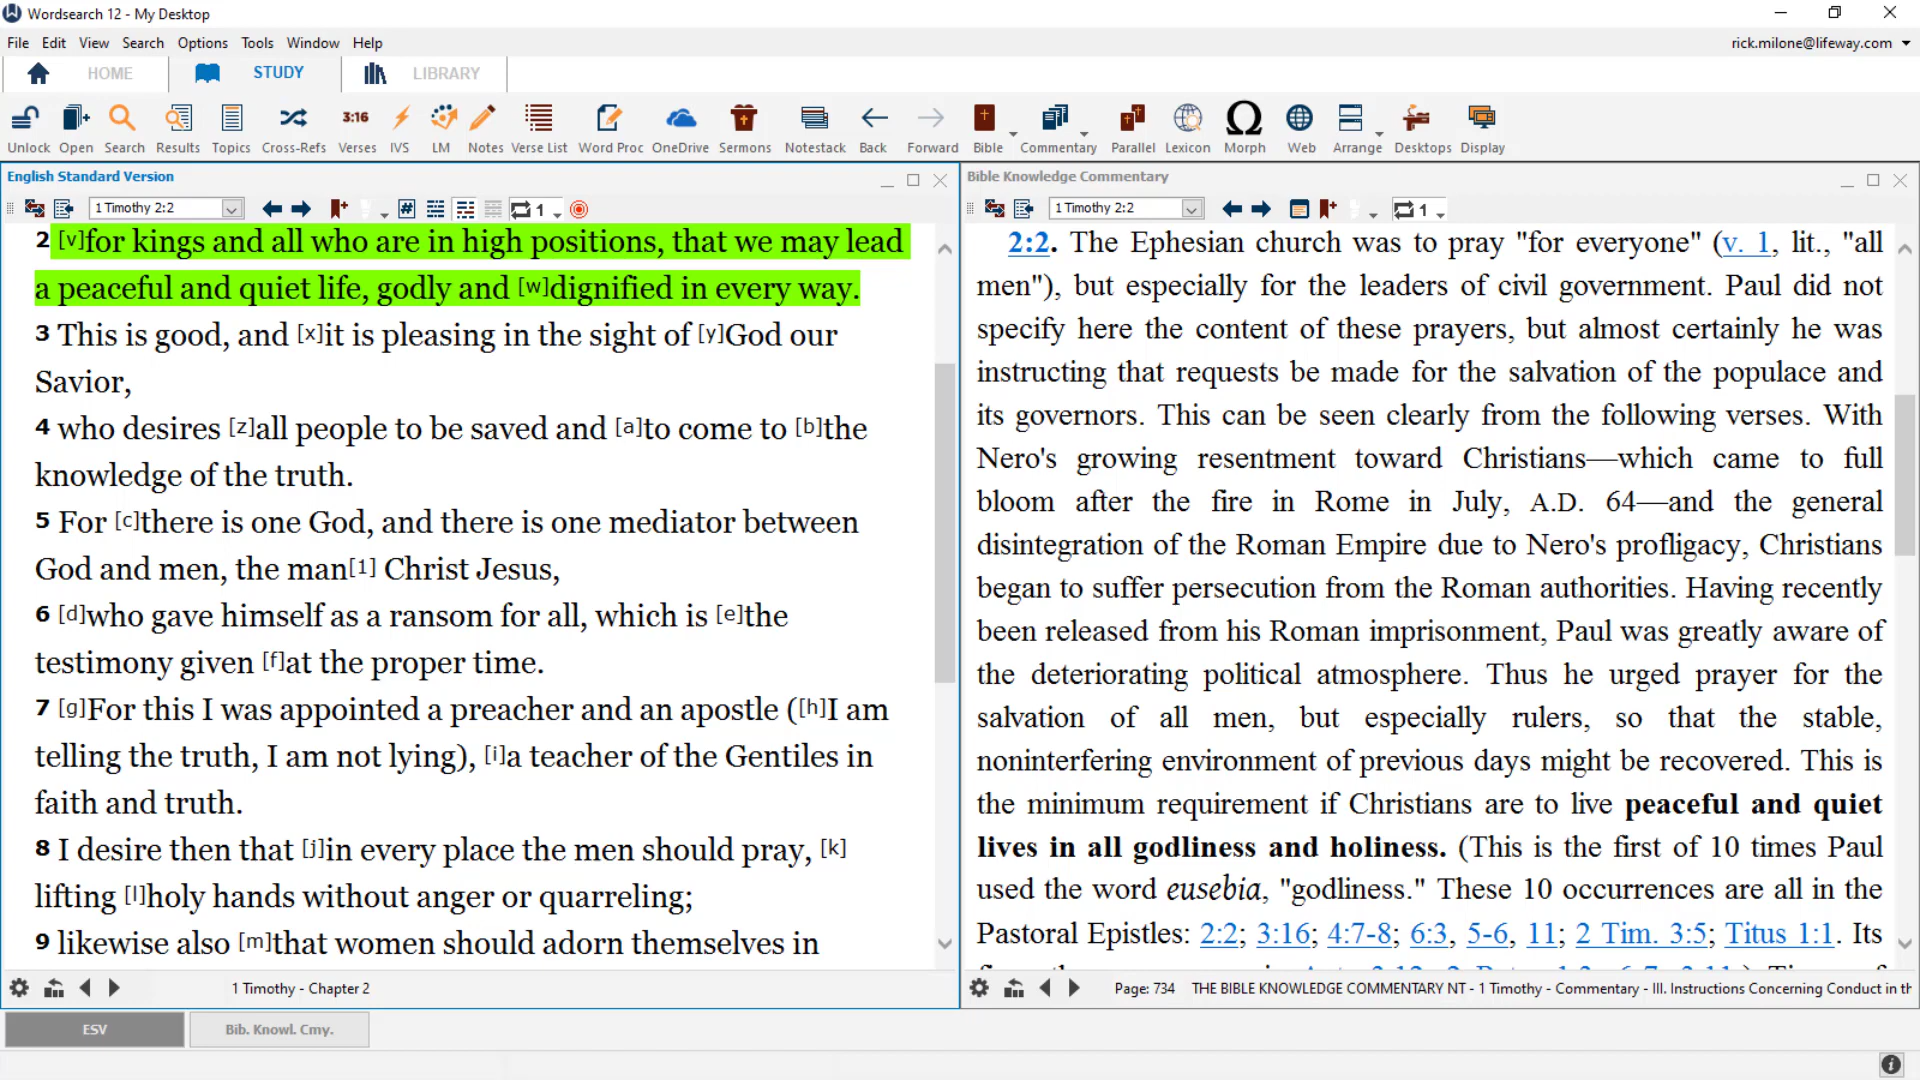 Wordsearch 12 - My Desktop
File Edit View Search Options Tools Window Help
rick.milone@lifeway.com
HOME STUDY LIBRARY
3:16
Unlock Open Search Results Topics Cross-Refs Verses IVS LM Notes Verse List Word Proc OneDrive Sermons Notestack Back Forward Bible Commentary Parallel Lexicon Morph Web Arrange Desktops Display
English Standard Version
1 Timothy 2:2
1
2 [v]for kings and all who are in high positions, that we may lead
a peaceful and quiet life, godly and [w]dignified in every way.
3 This is good, and [x]it is pleasing in the sight of [y]God our
Savior,
4 who desires [z]all people to be saved and [a]to come to [b]the
knowledge of the truth.
5 For [c]there is one God, and there is one mediator between
God and men, the man[1] Christ Jesus,
6 [d]who gave himself as a ransom for all, which is [e]the
testimony given [f]at the proper time.
7 [g]For this I was appointed a preacher and an apostle ([h]I am
telling the truth, I am not lying), [i]a teacher of the Gentiles in
faith and truth.
8 I desire then that [j]in every place the men should pray, [k]
lifting [l]holy hands without anger or quarreling;
9 likewise also [m]that women should adorn themselves in
1 Timothy - Chapter 2
Bible Knowledge Commentary
1 Timothy 2:2
1
2:2. The Ephesian church was to pray "for everyone" (v. 1, lit., "all
men"), but especially for the leaders of civil government. Paul did not
specify here the content of these prayers, but almost certainly he was
instructing that requests be made for the salvation of the populace and
its governors. This can be seen clearly from the following verses. With
Nero's growing resentment toward Christians—which came to full
bloom after the fire in Rome in July, A.D. 64—and the general
disintegration of the Roman Empire due to Nero's profligacy, Christians
began to suffer persecution from the Roman authorities. Having recently
been released from his Roman imprisonment, Paul was greatly aware of
the deteriorating political atmosphere. Thus he urged prayer for the
salvation of all men, but especially rulers, so that the stable,
noninterfering environment of previous days might be recovered. This is
the minimum requirement if Christians are to live peaceful and quiet
lives in all godliness and holiness. (This is the first of 10 times Paul
used the word eusebia, "godliness." These 10 occurrences are all in the
Pastoral Epistles: 2:2; 3:16; 4:7-8; 6:3, 5-6, 11; 2 Tim. 3:5; Titus 1:1. Its
Page: 734 THE BIBLE KNOWLEDGE COMMENTARY NT - 1 Timothy - Commentary - III. Instructions Concerning Conduct in th
ESV Bib. Knowl. Cmy.